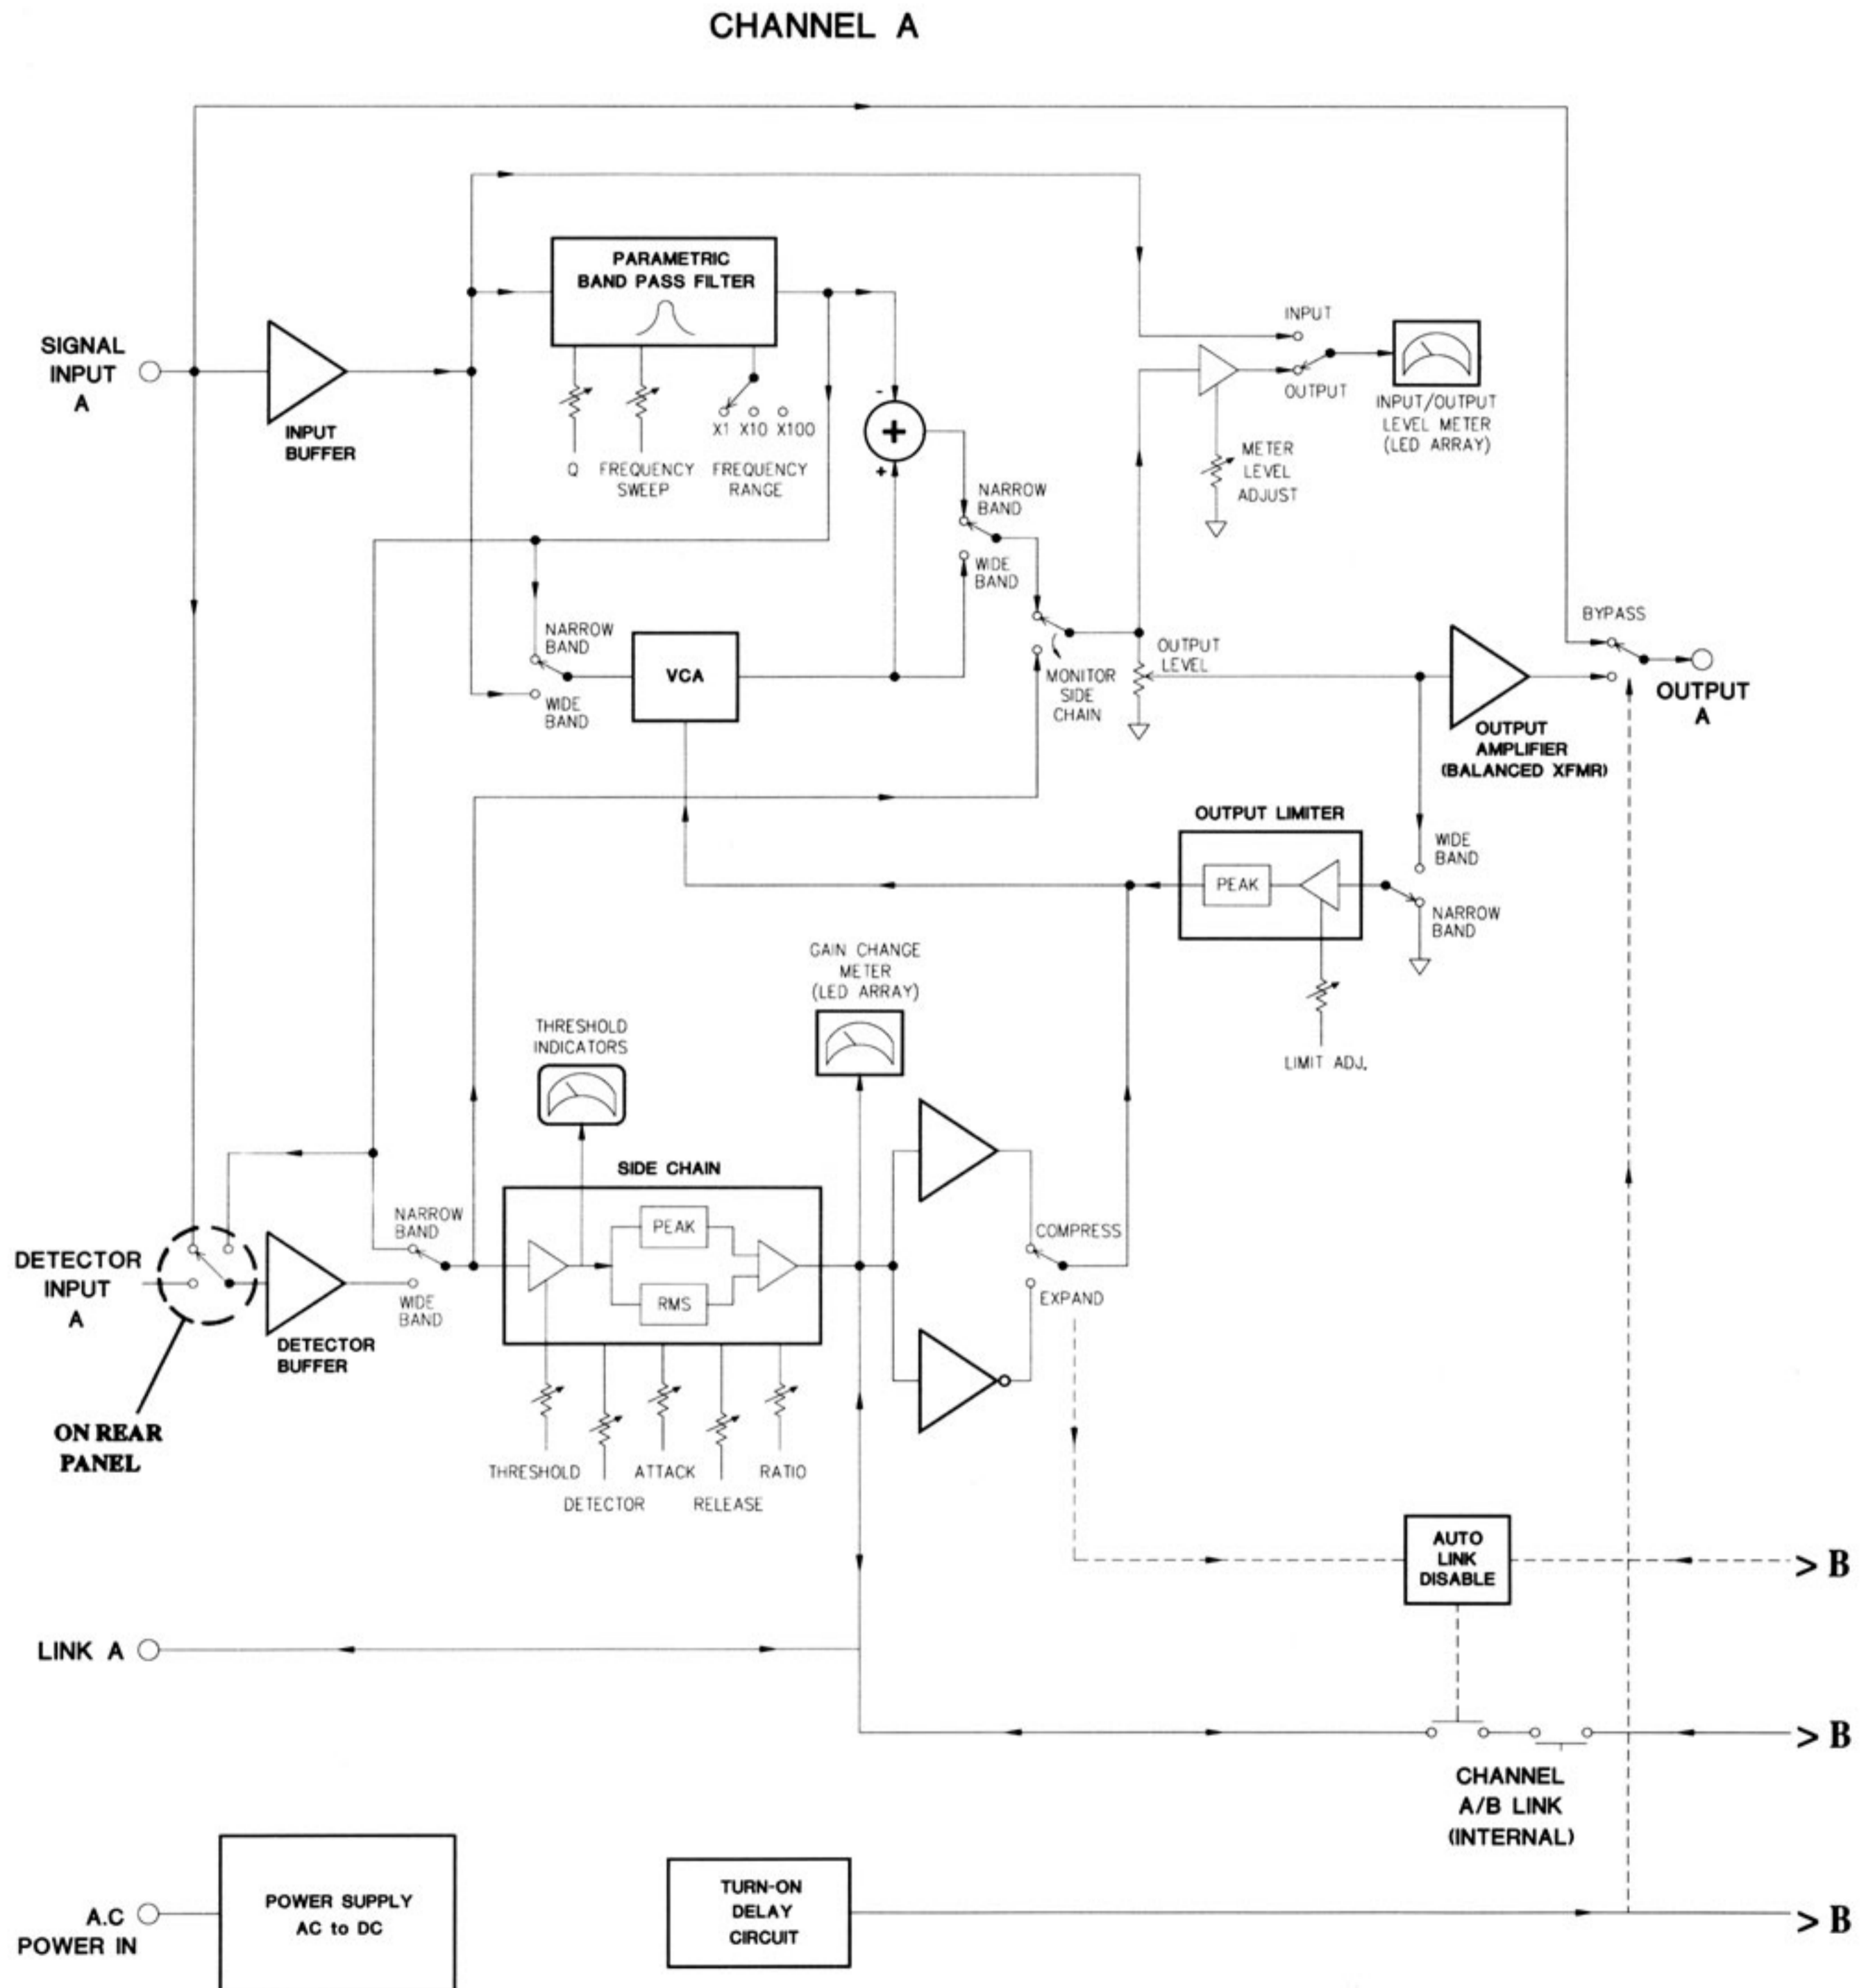 CHANNEL A
PARAMETRIC
BAND PASS FILTER
SIGNAL
INPUT
A
INPUT
BUFFER
X1 X10 X100
Q
FREQUENCY
SWEEP
FREQUENCY
RANGE
-
+
+
NARROW
BAND
WIDE
BAND
INPUT
OUTPUT
INPUT/OUTPUT
LEVEL METER
(LED ARRAY)
METER
LEVEL
ADJUST
NARROW
BAND
WIDE
BAND
VCA
MONITOR
SIDE
CHAIN
OUTPUT
LEVEL
BYPASS
OUTPUT
A
OUTPUT
AMPLIFIER
(BALANCED XFMR)
OUTPUT LIMITER
PEAK
WIDE
BAND
NARROW
BAND
LIMIT ADJ.
GAIN CHANGE
METER
(LED ARRAY)
THRESHOLD
INDICATORS
SIDE CHAIN
PEAK
RMS
NARROW
BAND
WIDE
BAND
DETECTOR
INPUT
A
DETECTOR
BUFFER
ON REAR
PANEL
COMPRESS
EXPAND
THRESHOLD
ATTACK
RATIO
DETECTOR
RELEASE
AUTO
LINK
DISABLE
> B
LINK A
> B
CHANNEL
A/B LINK
(INTERNAL)
A.C
POWER IN
POWER SUPPLY
AC to DC
TURN-ON
DELAY
CIRCUIT
> B